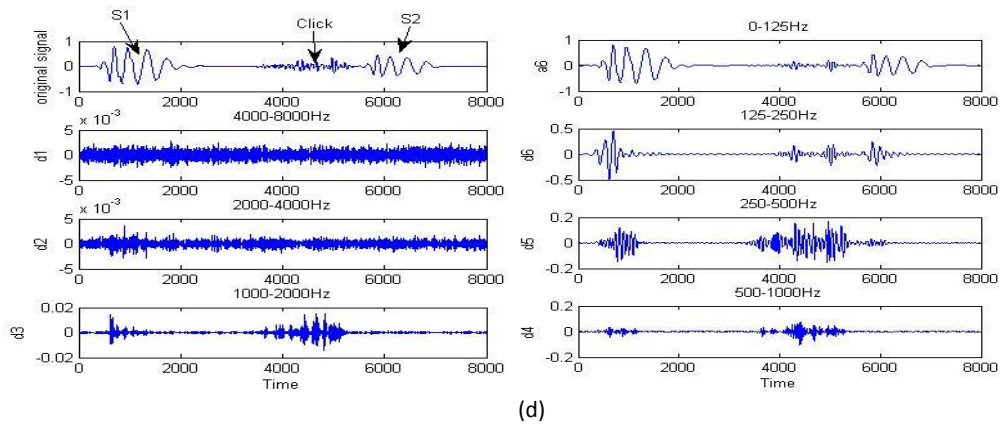 S1
Click
S2
original signal
1
0
-1
0 2000 4000 6000 8000
4000-8000Hz
x 10^-3
d1
5
0
-5
0 2000 4000 6000 8000
2000-4000Hz
x 10^-3
d2
5
0
-5
0 2000 4000 6000 8000
1000-2000Hz
d3
0.02
0
-0.02
0 2000 4000 6000 8000
Time
0-125Hz
a6
1
0
-1
0 2000 4000 6000 8000
125-250Hz
d6
0.5
0
-0.5
0 2000 4000 6000 8000
250-500Hz
d5
0.2
0
-0.2
0 2000 4000 6000 8000
500-1000Hz
d4
0.2
0
-0.2
0 2000 4000 6000 8000
Time
(d)